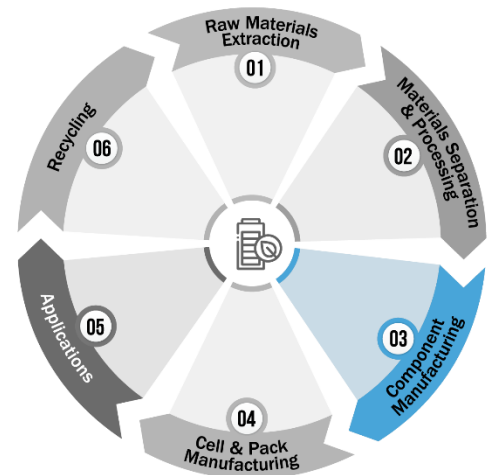 Raw Materials
Extraction
01
Materials Separation
& Processing
02
Component
Manufacturing
03
04
Cell & Pack
Manufacturing
Applications
05
Recycling
06